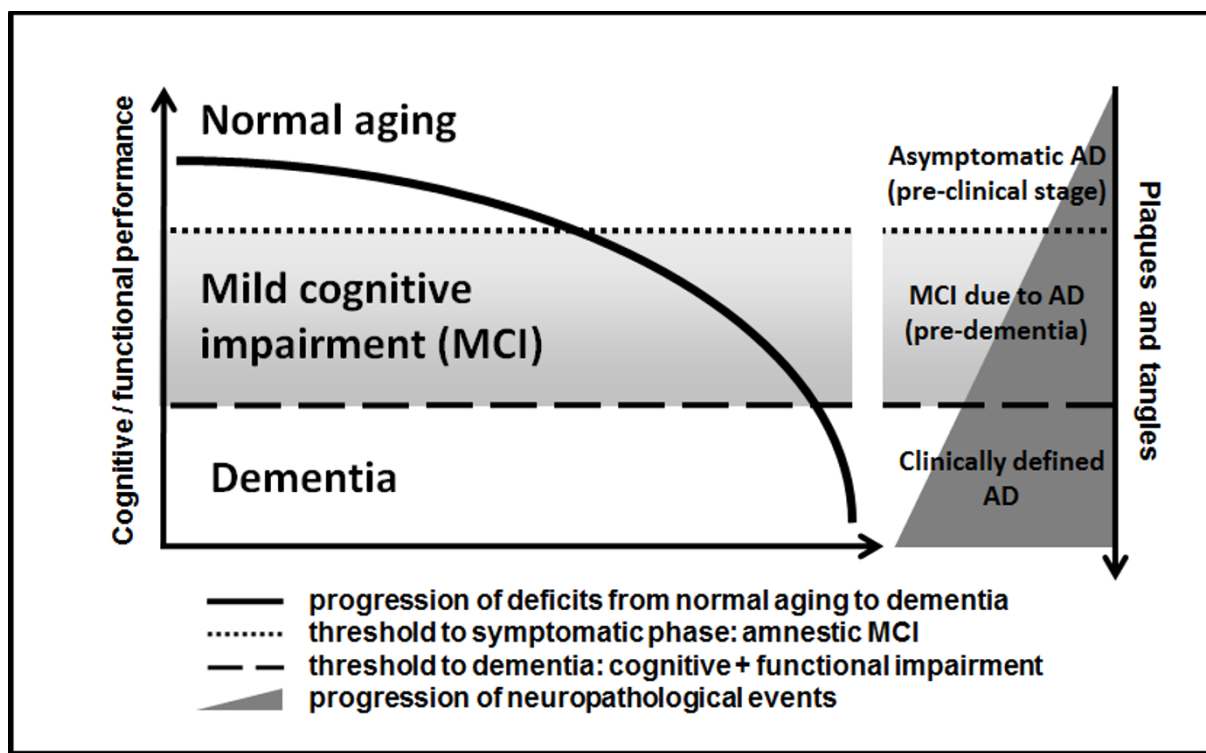 Cognitive / functional performance
Normal aging
Mild cognitive
impairment (MCI)
Dementia
Asymptomatic AD
(pre-clinical stage)
MCI due to AD
(pre-dementia)
Clinically defined
AD
Plaques and tangles
progression of deficits from normal aging to dementia
threshold to symptomatic phase: amnestic MCI
threshold to dementia: cognitive + functional impairment
progression of neuropathological events